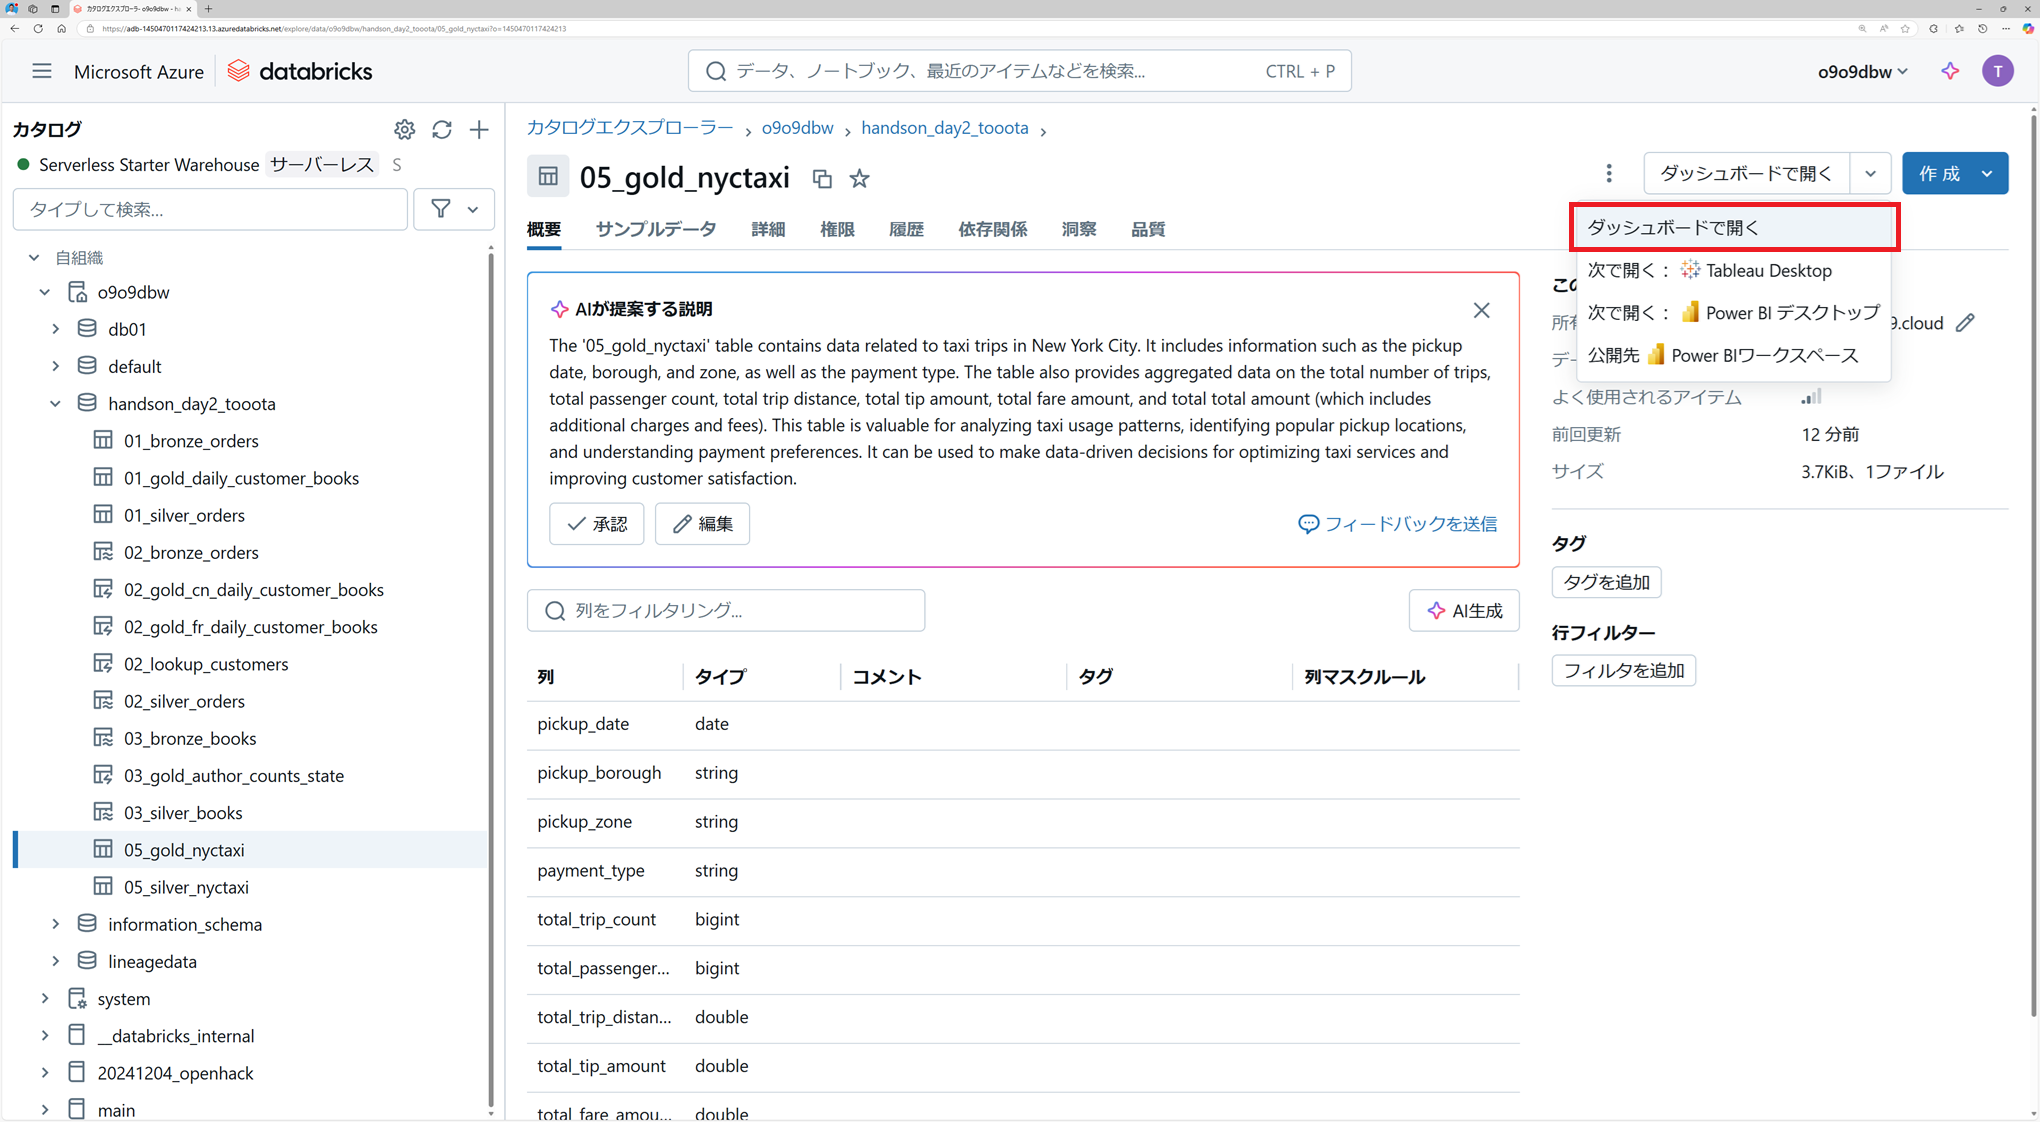 カタログエクスプローラー o9o9dbw - ha
https://adb-1450470117424213.13.azuredatabricks.net/explore/data/o9o9dbw/handson_day2_tooota/05_gold_nyctaxi?o=1450470117424213
Microsoft Azure
databricks
データ、ノートブック、最近のアイテムなどを検索...
CTRL + P
o9o9dbw
T
カタログ
Serverless Starter Warehouse サーバーレス S
タイプして検索...
自組織
o9o9dbw
db01
default
handson_day2_tooota
01_bronze_orders
01_gold_daily_customer_books
01_silver_orders
02_bronze_orders
02_gold_cn_daily_customer_books
02_gold_fr_daily_customer_books
02_lookup_customers
02_silver_orders
03_bronze_books
03_gold_author_counts_state
03_silver_books
05_gold_nyctaxi
05_silver_nyctaxi
information_schema
lineagedata
system
__databricks_internal
20241204_openhack
main
カタログエクスプローラー › o9o9dbw › handson_day2_tooota ›
05_gold_nyctaxi
ダッシュボードで開く
作成
概要 サンプルデータ 詳細 権限 履歴 依存関係 洞察 品質
ダッシュボードで開く
次で開く： Tableau Desktop
次で開く： Power BI デスクトップ
公開先 Power BIワークスペース
AIが提案する説明
The '05_gold_nyctaxi' table contains data related to taxi trips in New York City. It includes information such as the pickup
date, borough, and zone, as well as the payment type. The table also provides aggregated data on the total number of trips,
total passenger count, total trip distance, total tip amount, total fare amount, and total total amount (which includes
additional charges and fees). This table is valuable for analyzing taxi usage patterns, identifying popular pickup locations,
and understanding payment preferences. It can be used to make data-driven decisions for optimizing taxi services and
improving customer satisfaction.
承認
編集
フィードバックを送信
列をフィルタリング...
AI生成
列 タイプ コメント タグ 列マスクルール
pickup_date date
pickup_borough string
pickup_zone string
payment_type string
total_trip_count bigint
total_passenger... bigint
total_trip_distan... double
total_tip_amount double
total_fare_amou... double
この
所有
9.cloud
デー
よく使用されるアイテム
前回更新 12 分前
サイズ 3.7KiB、1ファイル
タグ
タグを追加
行フィルター
フィルタを追加